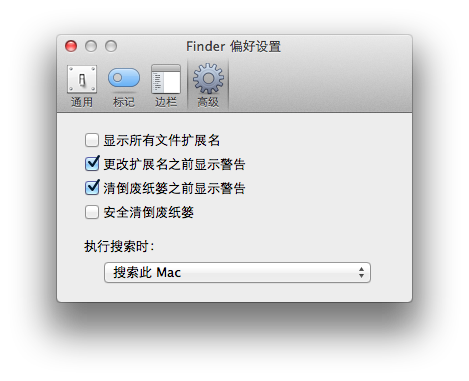 Finder 偏好设置
通用 标记 边栏 高级
显示所有文件扩展名
更改扩展名之前显示警告
清倒废纸篓之前显示警告
安全清倒废纸篓
执行搜索时：
搜索此 Mac